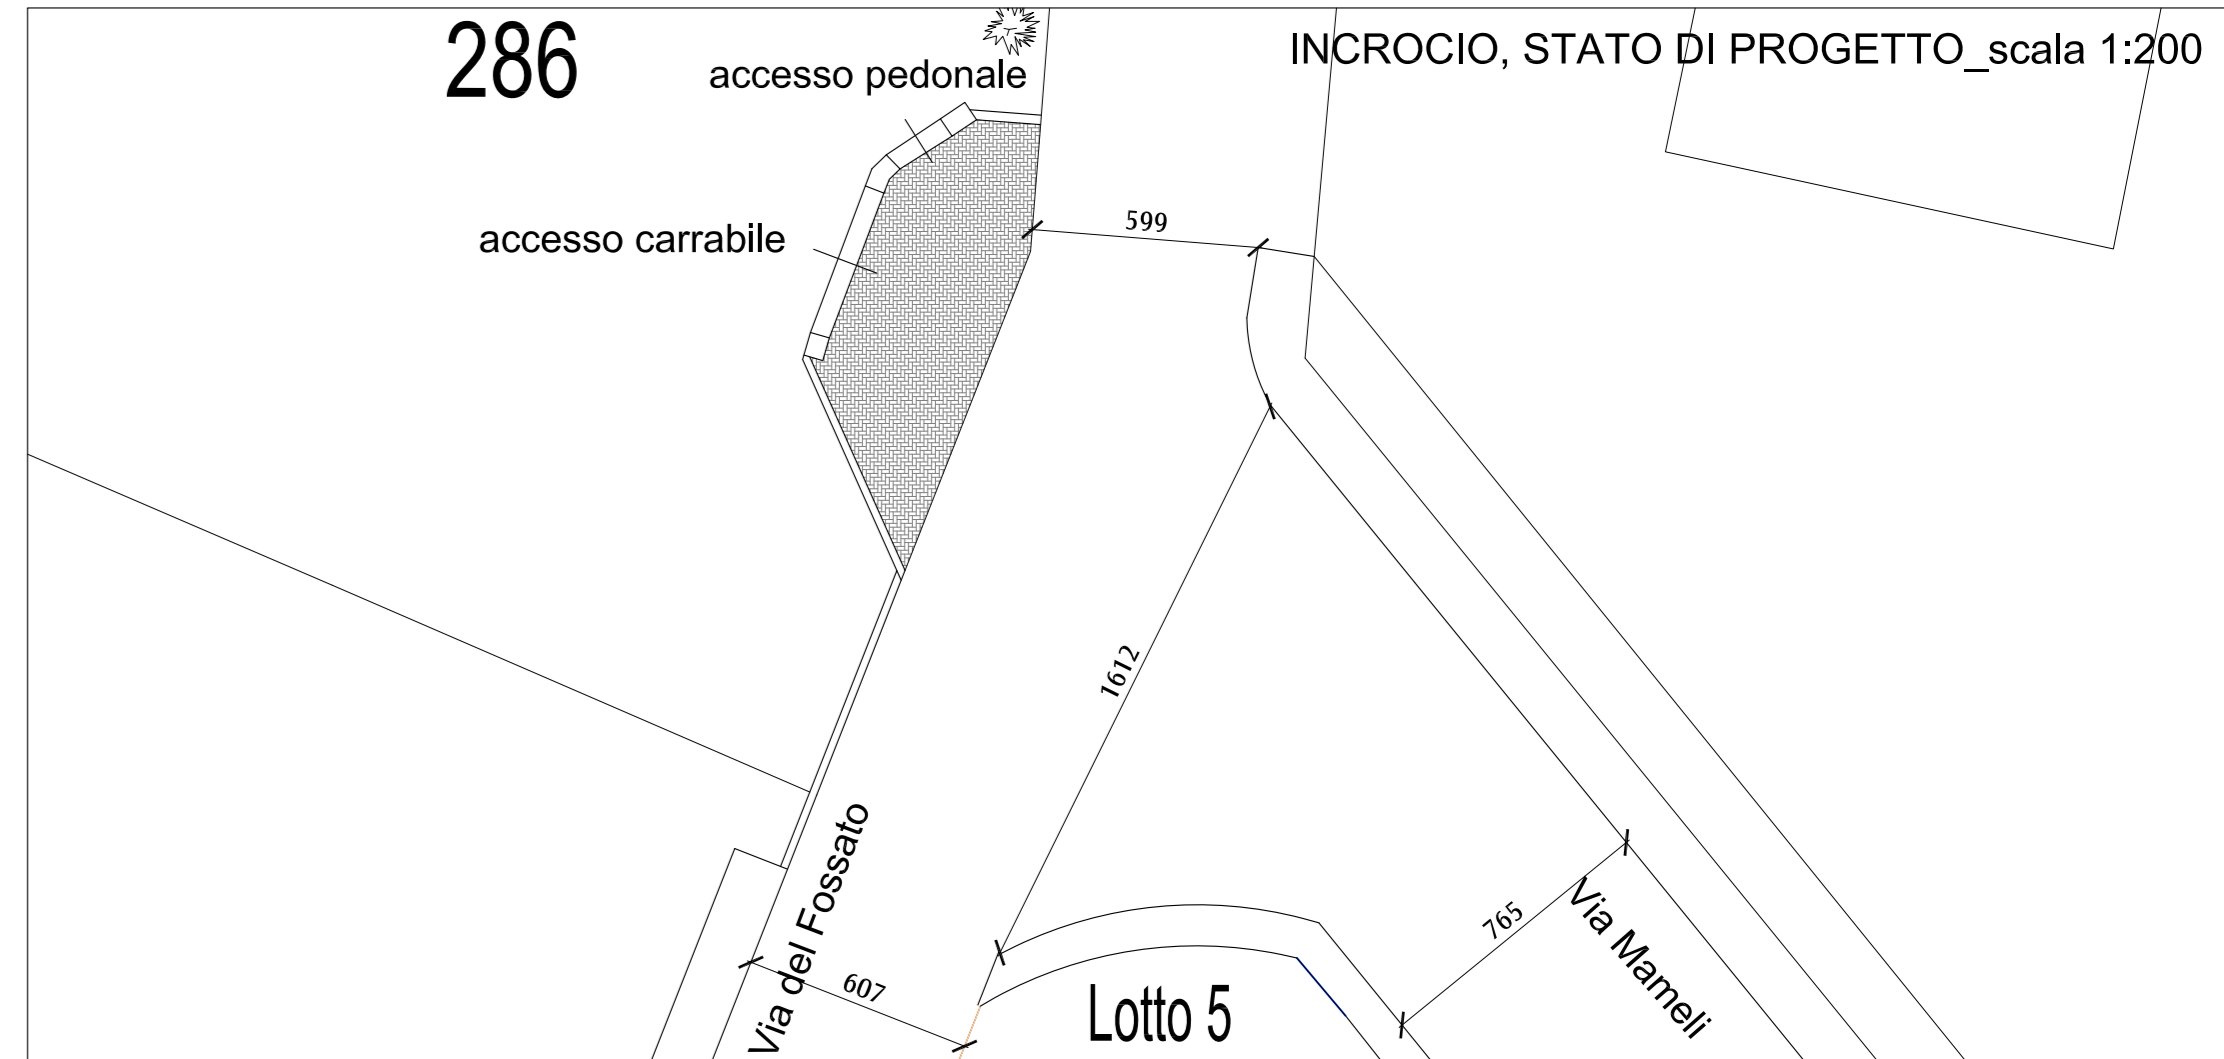 286
INCROCIO, STATO DI PROGETTO_scala 1:200
accesso pedonale
599
accesso carrabile
1612
Via del Fossato
765
Via Mameli
607
Lotto 5